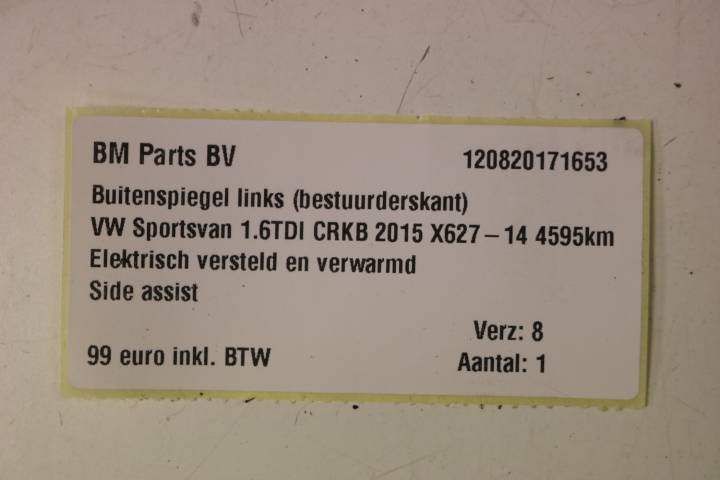 BM Parts BV 120820171653
Buitenspiegel links (bestuurderskant)
VW Sportsvan 1.6TDI CRKB 2015 X627–14 4595km
Elektrisch versteld en verwarmd
Side assist
Verz: 8
99 euro inkl. BTW Aantal: 1